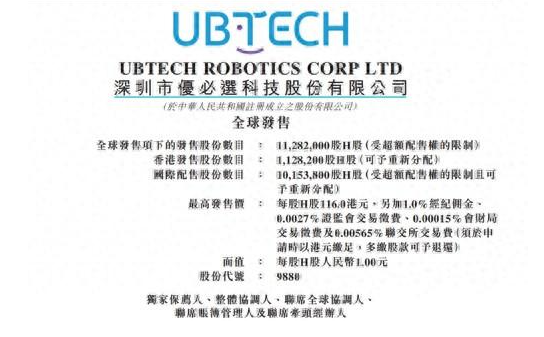 UBTECH
UBTECH ROBOTICS CORP LTD
深圳市優必選科技股份有限公司
(於中華人民共和國註冊成立之股份有限公司)
全球發售
全球發售項下的發售股份數目 : 11,282,000股H股(受超額配售權的限制)
香港發售股份數目 : 1,128,200股H股(可予重新分配)
國際配售股份數目 : 10,153,800股H股(受超額配售權的限制且可
予重新分配)
最高發售價 : 每股H股116.0港元,另加1.0%經紀佣金、
0.0027%證監會交易徵費、0.00015%會財局
交易徵費及0.00565%聯交所交易費(須於申
請時以港元繳足,多繳股款可予退還)
面值 : 每股H股人民幣1.00元
股份代號 : 9880
獨家保薦人、整體協調人、聯席全球協調人、
聯席賬簿管理人及聯席牽頭經辦人